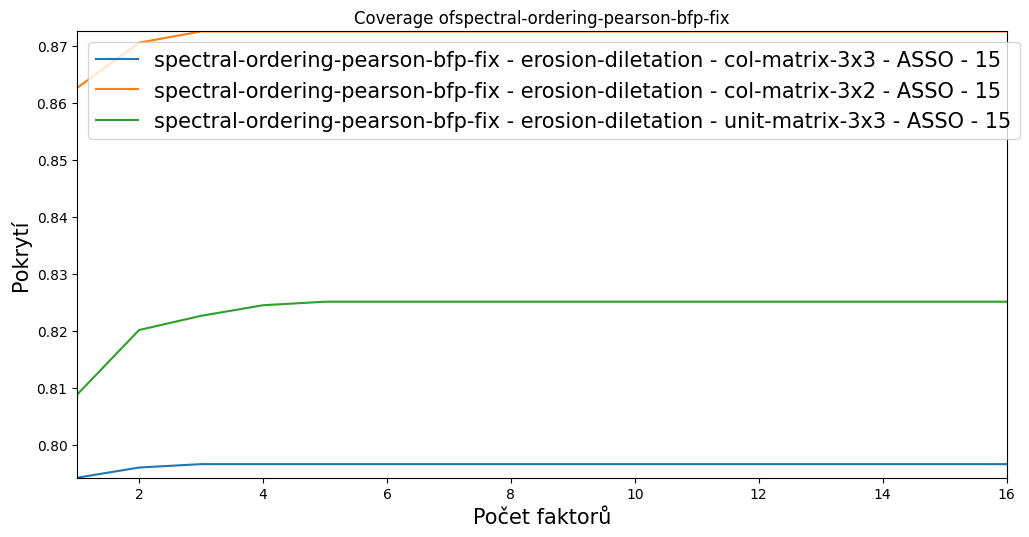 Coverage ofspectral-ordering-pearson-bfp-fix
spectral-ordering-pearson-bfp-fix - erosion-diletation - col-matrix-3x3 - ASSO - 15
spectral-ordering-pearson-bfp-fix - erosion-diletation - col-matrix-3x2 - ASSO - 15
spectral-ordering-pearson-bfp-fix - erosion-diletation - unit-matrix-3x3 - ASSO - 15
Pokrytí
0.87
0.86
0.85
0.84
0.83
0.82
0.81
0.80
2 4 6 8 10 12 14 16
Počet faktorů